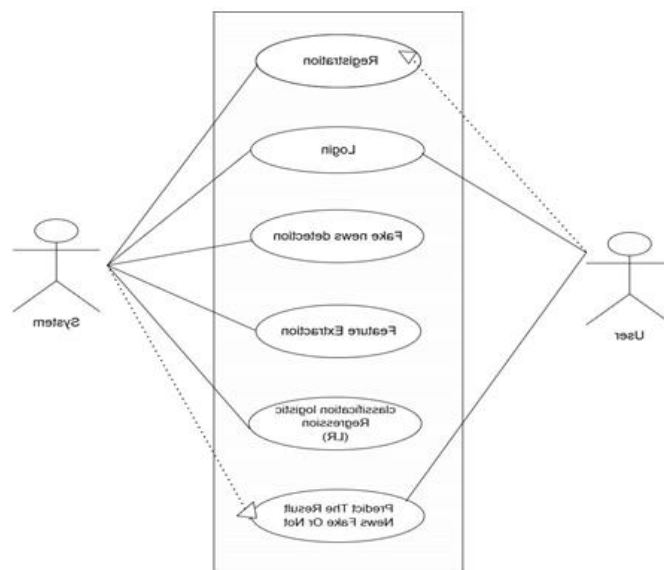 Registration
Login
Fake news detection
Feature Extraction
classification logistic
Regression
(LR)
Predict The Result
News Fake Or Not
System
User